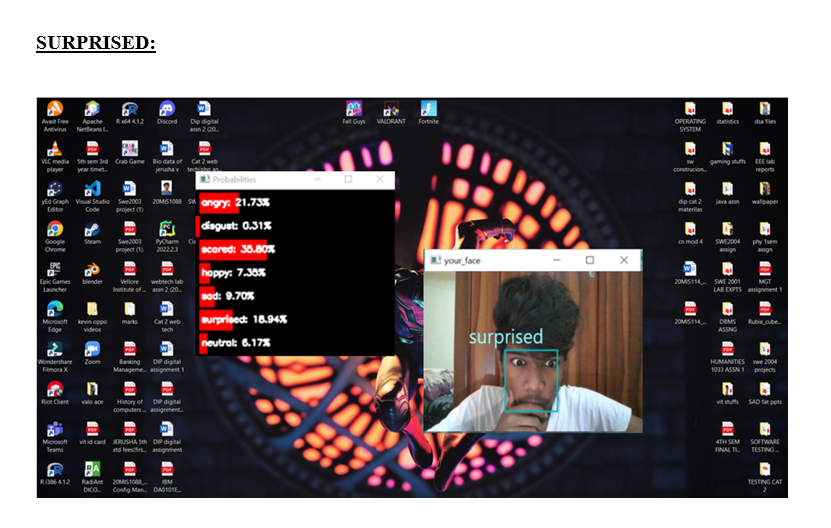 SURPRISED:
Avast Free
Antivirus
Apache
NetBeans I...
R x64 4.1.2
Discord
Dip digital
assn 2 (20...
Fall Guys
VALORANT
Fortnite
OPERATING
SYSTEM
statistics
dsa files
VLC media
player
5th sem 3rd
year timet...
Crab Game
Bio data of
jerusha v
Cat 2 web
sw
construcion...
gaming stuffs
EEE lab
reports
Probabilities
yEd Graph
Editor
Visual Studio
Code
Swe2003
project (1)
20MIS1088
SW
dip cat 2
materilas
java assn
wallpaper
angry: 21.73%
disgust: 0.31%
scared: 35.80%
happy: 7.35%
sad: 9.70%
surprised: 18.94%
neutral: 6.17%
Google
Chrome
Steam
Swe2003
project (1).
PyCharm
2022.2.3
cn mod 4
SWE2004
assign
phy 1sem
assign
your_face
surprised
Epic Games
Launcher
blender
Vellore
Institute of ...
webtech lab
assn 2 (20...
20MIS114_...
SWE 2001
LAB EXPTS
MGT
assignment 1
Microsoft
Edge
kevin oppo
videos
marks
Cat 2 web
tech
20MIS114_...
DBMS
ASSNG
Rubix_cube...
Wondershare
Filmora X
Zoom
Banking
Manageme...
DIP digital
assignment 1
HUMANITIES
1033 ASSN 1
swe 2004
projects
Riot Client
valo ace
History of
computers ...
DIP digital
assignment...
vit stuffs
SAD fat ppts
Microsoft
Teams
vit id card
JERUSHA 5th
std fees(firs...
DIP digital
assignment
4TH SEM
FINAL TI...
SOFTWARE
TESTING ...
R i386 4.1.2
RadiAnt
DICO...
20MIS1088_...
Config Man...
IBM
DA0101E...
TESTING CAT
2